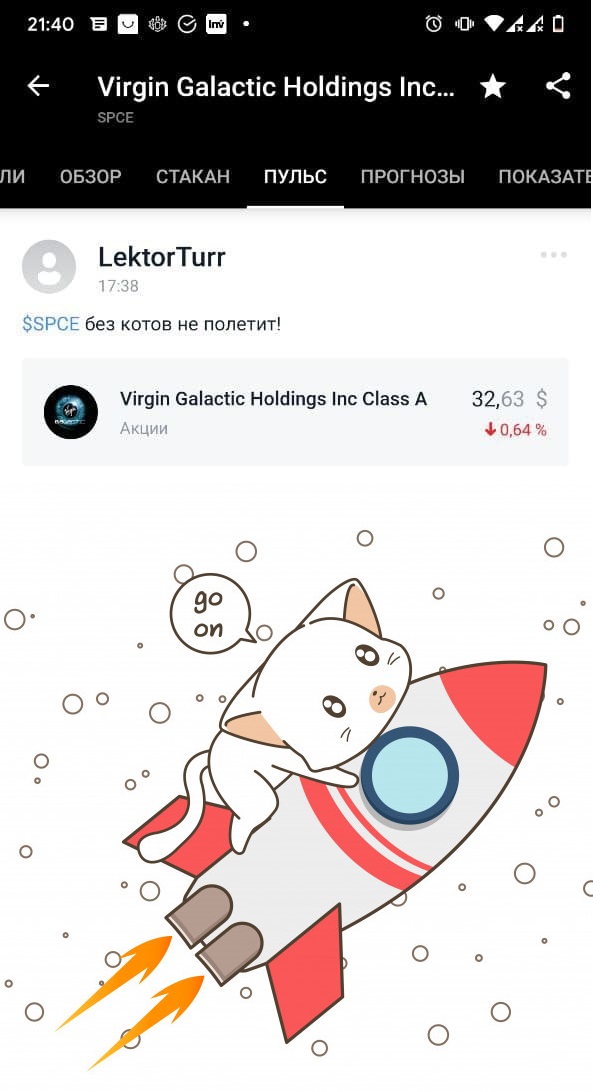 21:40
Inv
Virgin Galactic Holdings Inc...
SPCE
ЛИ ОБЗОР СТАКАН ПУЛЬС ПРОГНОЗЫ ПОКАЗАТЕ
LektorTurr
17:38
$SPCE без котов не полетит!
Virgin Galactic Holdings Inc Class A
32,63 $
Акции
0,64 %
go
on